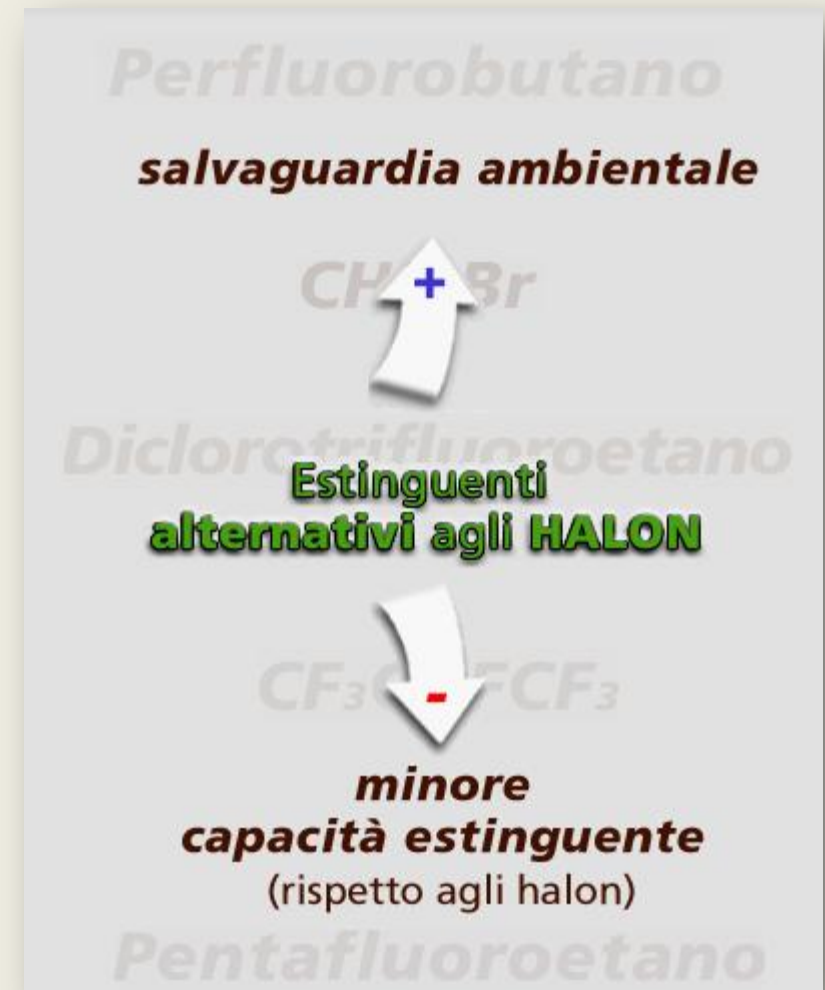 Perfluorobutano
salvaguardia ambientale
+
Diclorotrifluoroetano
Estinguenti
alternativi agli HALON
-
minore
capacità estinguente
(rispetto agli halon)
Pentafluoroetano